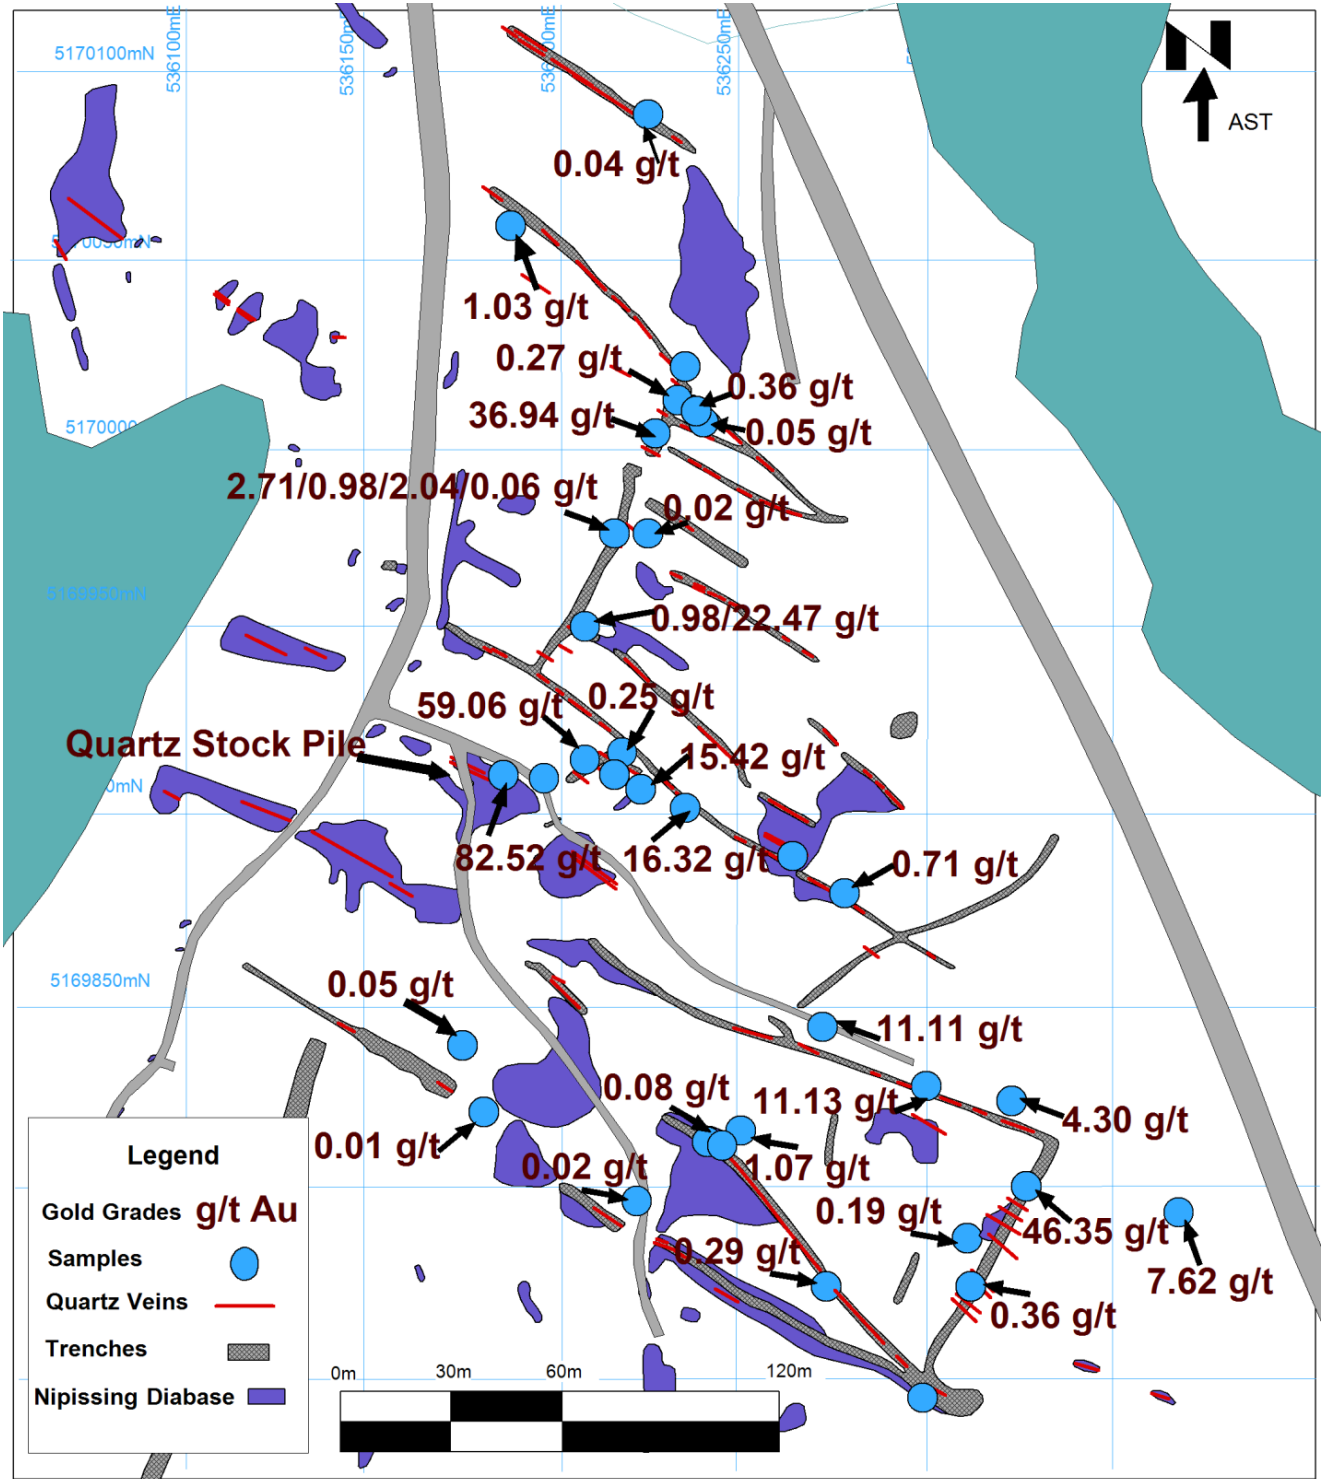 5170100mN
536100mE
536150mE
536250mE
N
AST
0.04 g/t
1.03 g/t
0.27 g/t
0.36 g/t
36.94 g/t
0.05 g/t
2.71/0.98/2.04/0.06 g/t
0.02 g/t
5169950mN
0.98/22.47 g/t
59.06 g/t
0.25 g/t
Quartz Stock Pile
15.42 g/t
82.52 g/t
16.32 g/t
0.71 g/t
5169850mN
0.05 g/t
11.11 g/t
0.08 g/t
11.13 g/t
4.30 g/t
0.01 g/t
0.02 g/t
1.07 g/t
0.19 g/t
46.35 g/t
0.29 g/t
7.62 g/t
0.36 g/t
Legend
Gold Grades g/t Au
Samples
Quartz Veins
Trenches
Nipissing Diabase
0m 30m 60m 120m